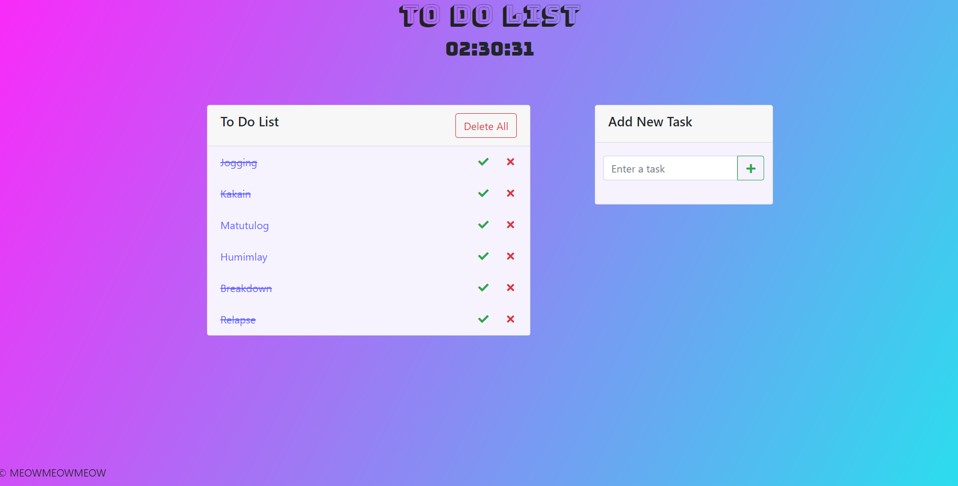 TO DO LIST
02:30:31
To Do List
Delete All
Jogging
Kakain
Matutulog
Humimlay
Breakdown
Relapse
Add New Task
Enter a task
© MEOWMEOWMEOW